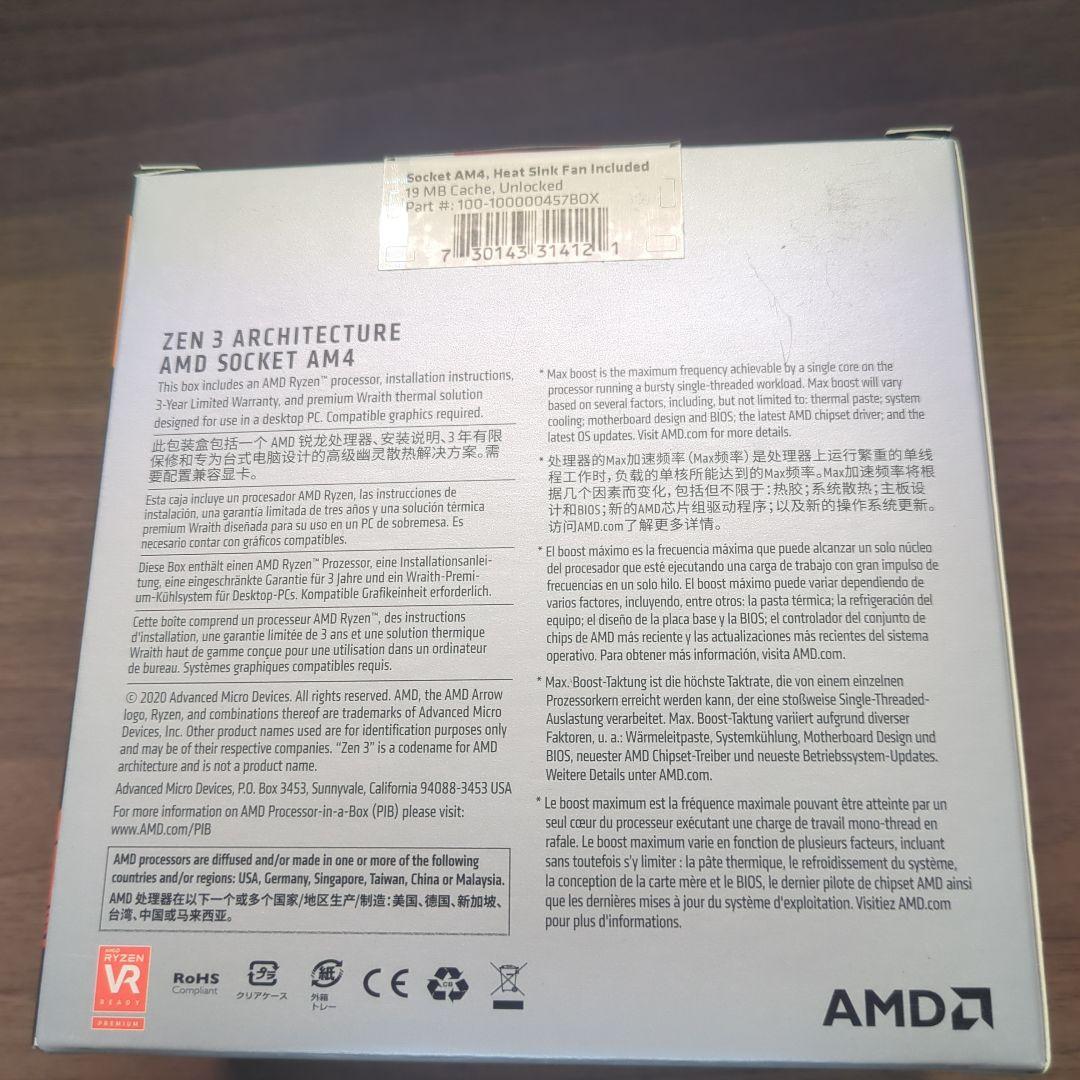 Socket AM4, Heat Sink Fan Included
19 MB Cache, Unlocked
Part #: 100-100000457BOX
7 30143 31412 1
ZEN 3 ARCHITECTURE
AMD SOCKET AM4
This box includes an AMD Ryzen™ processor, installation instructions,
3-Year Limited Warranty, and premium Wraith thermal solution
designed for use in a desktop PC. Compatible graphics required.
此包装盒包括一个 AMD 锐龙处理器、安装说明、3 年有限
保修和专为台式电脑设计的高级幽灵散热解决方案。需
要配置兼容显卡。
Esta caja incluye un procesador AMD Ryzen, las instrucciones de
instalación, una garantía limitada de tres años y una solución térmica
premium Wraith diseñada para su uso en un PC de sobremesa. Es
necesario contar con gráficos compatibles.
Diese Box enthält einen AMD Ryzen™ Prozessor, eine Installationsanlei-
tung, eine eingeschränkte Garantie für 3 Jahre und ein Wraith-Premi-
um-Kühlsystem für Desktop-PCs. Kompatible Grafikeinheit erforderlich.
Cette boîte comprend un processeur AMD Ryzen™, des instructions
d'installation, une garantie limitée de 3 ans et une solution thermique
Wraith haut de gamme conçue pour une utilisation dans un ordinateur
de bureau. Systèmes graphiques compatibles requis.
© 2020 Advanced Micro Devices. All rights reserved. AMD, the AMD Arrow
logo, Ryzen, and combinations thereof are trademarks of Advanced Micro
Devices, Inc. Other product names used are for identification purposes only
and may be of their respective companies. “Zen 3” is a codename for AMD
architecture and is not a product name.
Advanced Micro Devices, P.O. Box 3453, Sunnyvale, California 94088-3453 USA
For more information on AMD Processor-in-a-Box (PIB) please visit:
www.AMD.com/PIB
AMD processors are diffused and/or made in one or more of the following
countries and/or regions: USA, Germany, Singapore, Taiwan, China or Malaysia.
AMD 处理器在以下一个或多个国家/地区生产/制造：美国、德国、新加坡、
台湾、中国或马来西亚。
* Max boost is the maximum frequency achievable by a single core on the
processor running a bursty single-threaded workload. Max boost will vary
based on several factors, including, but not limited to: thermal paste; system
cooling; motherboard design and BIOS; the latest AMD chipset driver; and the
latest OS updates. Visit AMD.com for more details.
* 处理器的Max加速频率（Max频率）是处理器上运行繁重的单线
程工作时，负载的单核所能达到的Max频率。Max加速频率将根
据几个因素而变化，包括但不限于：热胶；系统散热；主板设
计和BIOS；新的AMD芯片组驱动程序；以及新的操作系统更新。
访问AMD.com了解更多详情。
* El boost máximo es la frecuencia máxima que puede alcanzar un solo núcleo
del procesador que esté ejecutando una carga de trabajo con gran impulso de
frecuencias en un solo hilo. El boost máximo puede variar dependiendo de
varios factores, incluyendo, entre otros: la pasta térmica; la refrigeración del
equipo; el diseño de la placa base y la BIOS; el controlador del conjunto de
chips de AMD más reciente y las actualizaciones más recientes del sistema
operativo. Para obtener más información, visita AMD.com.
* Max.-Boost-Taktung ist die höchste Taktrate, die von einem einzelnen
Prozessorkern erreicht werden kann, der eine stoßweise Single-Threaded-
Auslastung verarbeitet. Max. Boost-Taktung variiert aufgrund diverser
Faktoren, u. a.: Wärmeleitpaste, Systemkühlung, Motherboard Design und
BIOS, neuester AMD Chipset-Treiber und neueste Betriebssystem-Updates.
Weitere Details unter AMD.com.
* Le boost maximum est la fréquence maximale pouvant être atteinte par un
seul cœur du processeur exécutant une charge de travail mono-thread en
rafale. Le boost maximum varie en fonction de plusieurs facteurs, incluant
sans toutefois s'y limiter : la pâte thermique, le refroidissement du système,
la conception de la carte mère et le BIOS, le dernier pilote de chipset AMD ainsi
que les dernières mises à jour du système d'exploitation. Visitiez AMD.com
pour plus d'informations.
AMD
RYZEN
VR
READY
PREMIUM
RoHS
Compliant
プラ
クリアケース
紙
外箱
トレー
CE
CB
AMD